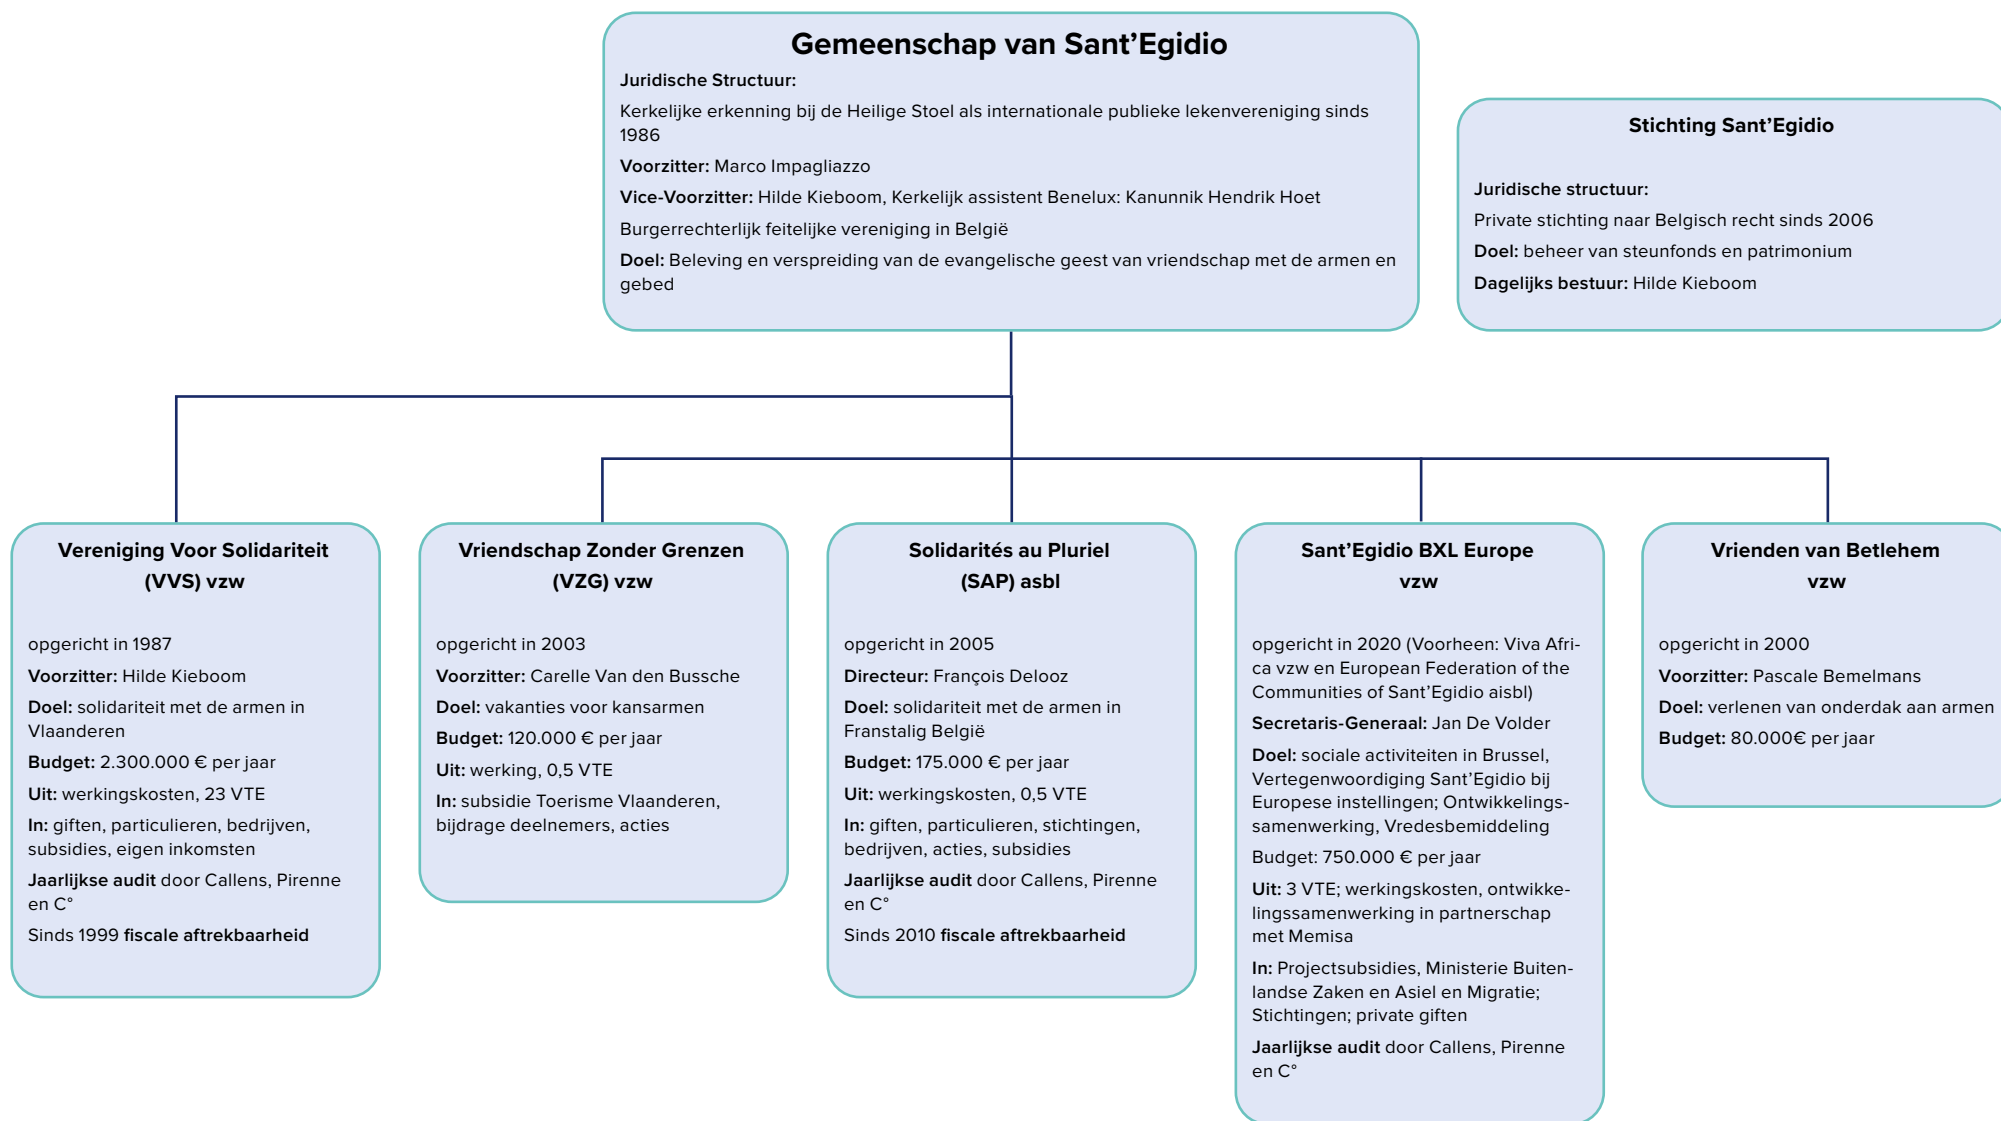 Gemeenschap van Sant’Egidio
Juridische Structuur:
Kerkelijke erkenning bij de Heilige Stoel als internationale publieke lekenvereniging sinds
1986
Voorzitter: Marco Impagliazzo
Vice-Voorzitter: Hilde Kieboom, Kerkelijk assistent Benelux: Kanunnik Hendrik Hoet
Burgerrechterlijk feitelijke vereniging in België
Doel: Beleving en verspreiding van de evangelische geest van vriendschap met de armen en
gebed
Stichting Sant’Egidio
Juridische structuur:
Private stichting naar Belgisch recht sinds 2006
Doel: beheer van steunfonds en patrimonium
Dagelijks bestuur: Hilde Kieboom
Vereniging Voor Solidariteit
(VVS) vzw
opgericht in 1987
Voorzitter: Hilde Kieboom
Doel: solidariteit met de armen in
Vlaanderen
Budget: 2.300.000 € per jaar
Uit: werkingskosten, 23 VTE
In: giften, particulieren, bedrijven,
subsidies, eigen inkomsten
Jaarlijkse audit door Callens, Pirenne
en C°
Sinds 1999 fiscale aftrekbaarheid
Vriendschap Zonder Grenzen
(VZG) vzw
opgericht in 2003
Voorzitter: Carelle Van den Bussche
Doel: vakanties voor kansarmen
Budget: 120.000 € per jaar
Uit: werking, 0,5 VTE
In: subsidie Toerisme Vlaanderen,
bijdrage deelnemers, acties
Solidarités au Pluriel
(SAP) asbl
opgericht in 2005
Directeur: François Delooz
Doel: solidariteit met de armen in
Franstalig België
Budget: 175.000 € per jaar
Uit: werkingskosten, 0,5 VTE
In: giften, particulieren, stichtingen,
bedrijven, acties, subsidies
Jaarlijkse audit door Callens, Pirenne
en C°
Sinds 2010 fiscale aftrekbaarheid
Sant’Egidio BXL Europe
vzw
opgericht in 2020 (Voorheen: Viva Afri-
ca vzw en European Federation of the
Communities of Sant’Egidio aisbl)
Secretaris-Generaal: Jan De Volder
Doel: sociale activiteiten in Brussel,
Vertegenwoordiging Sant’Egidio bij
Europese instellingen; Ontwikkelings-
samenwerking, Vredesbemiddeling
Budget: 750.000 € per jaar
Uit: 3 VTE; werkingskosten, ontwikke-
lingssamenwerking in partnerschap
met Memisa
In: Projectsubsidies, Ministerie Buiten-
landse Zaken en Asiel en Migratie;
Stichtingen; private giften
Jaarlijkse audit door Callens, Pirenne
en C°
Vrienden van Betlehem
vzw
opgericht in 2000
Voorzitter: Pascale Bemelmans
Doel: verlenen van onderdak aan armen
Budget: 80.000€ per jaar